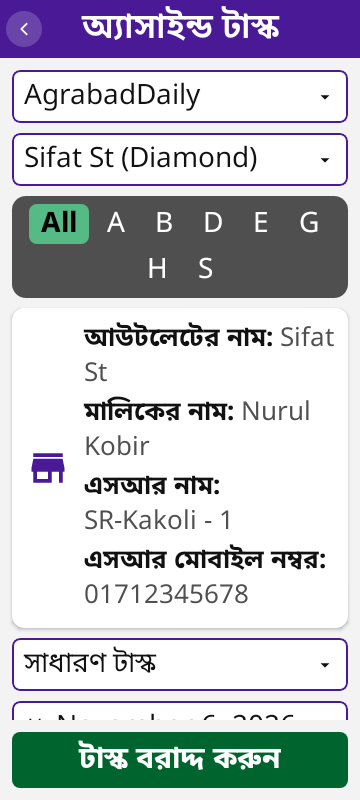 অ্যাসাইন্ড টাস্ক
AgrabadDaily
Sifat St (Diamond)
All A B D E G
H S
আউটলেটের নাম: Sifat
St
মালিকের নাম: Nurul
Kobir
এসআর নাম:
SR-Kakoli - 1
এসআর মোবাইল নম্বর:
01712345678
সাধারণ টাস্ক
টাস্ক বরাদ্দ করুন